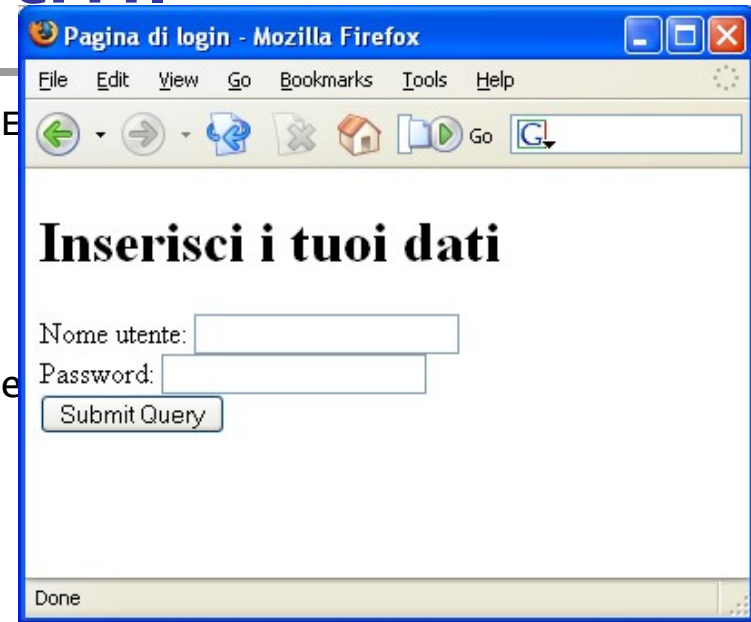 Pagina di login - Mozilla Firefox
File Edit View Go Bookmarks Tools Help
E
Go G
Inserisci i tuoi dati
Nome utente:
e
Password:
Submit Query
Done